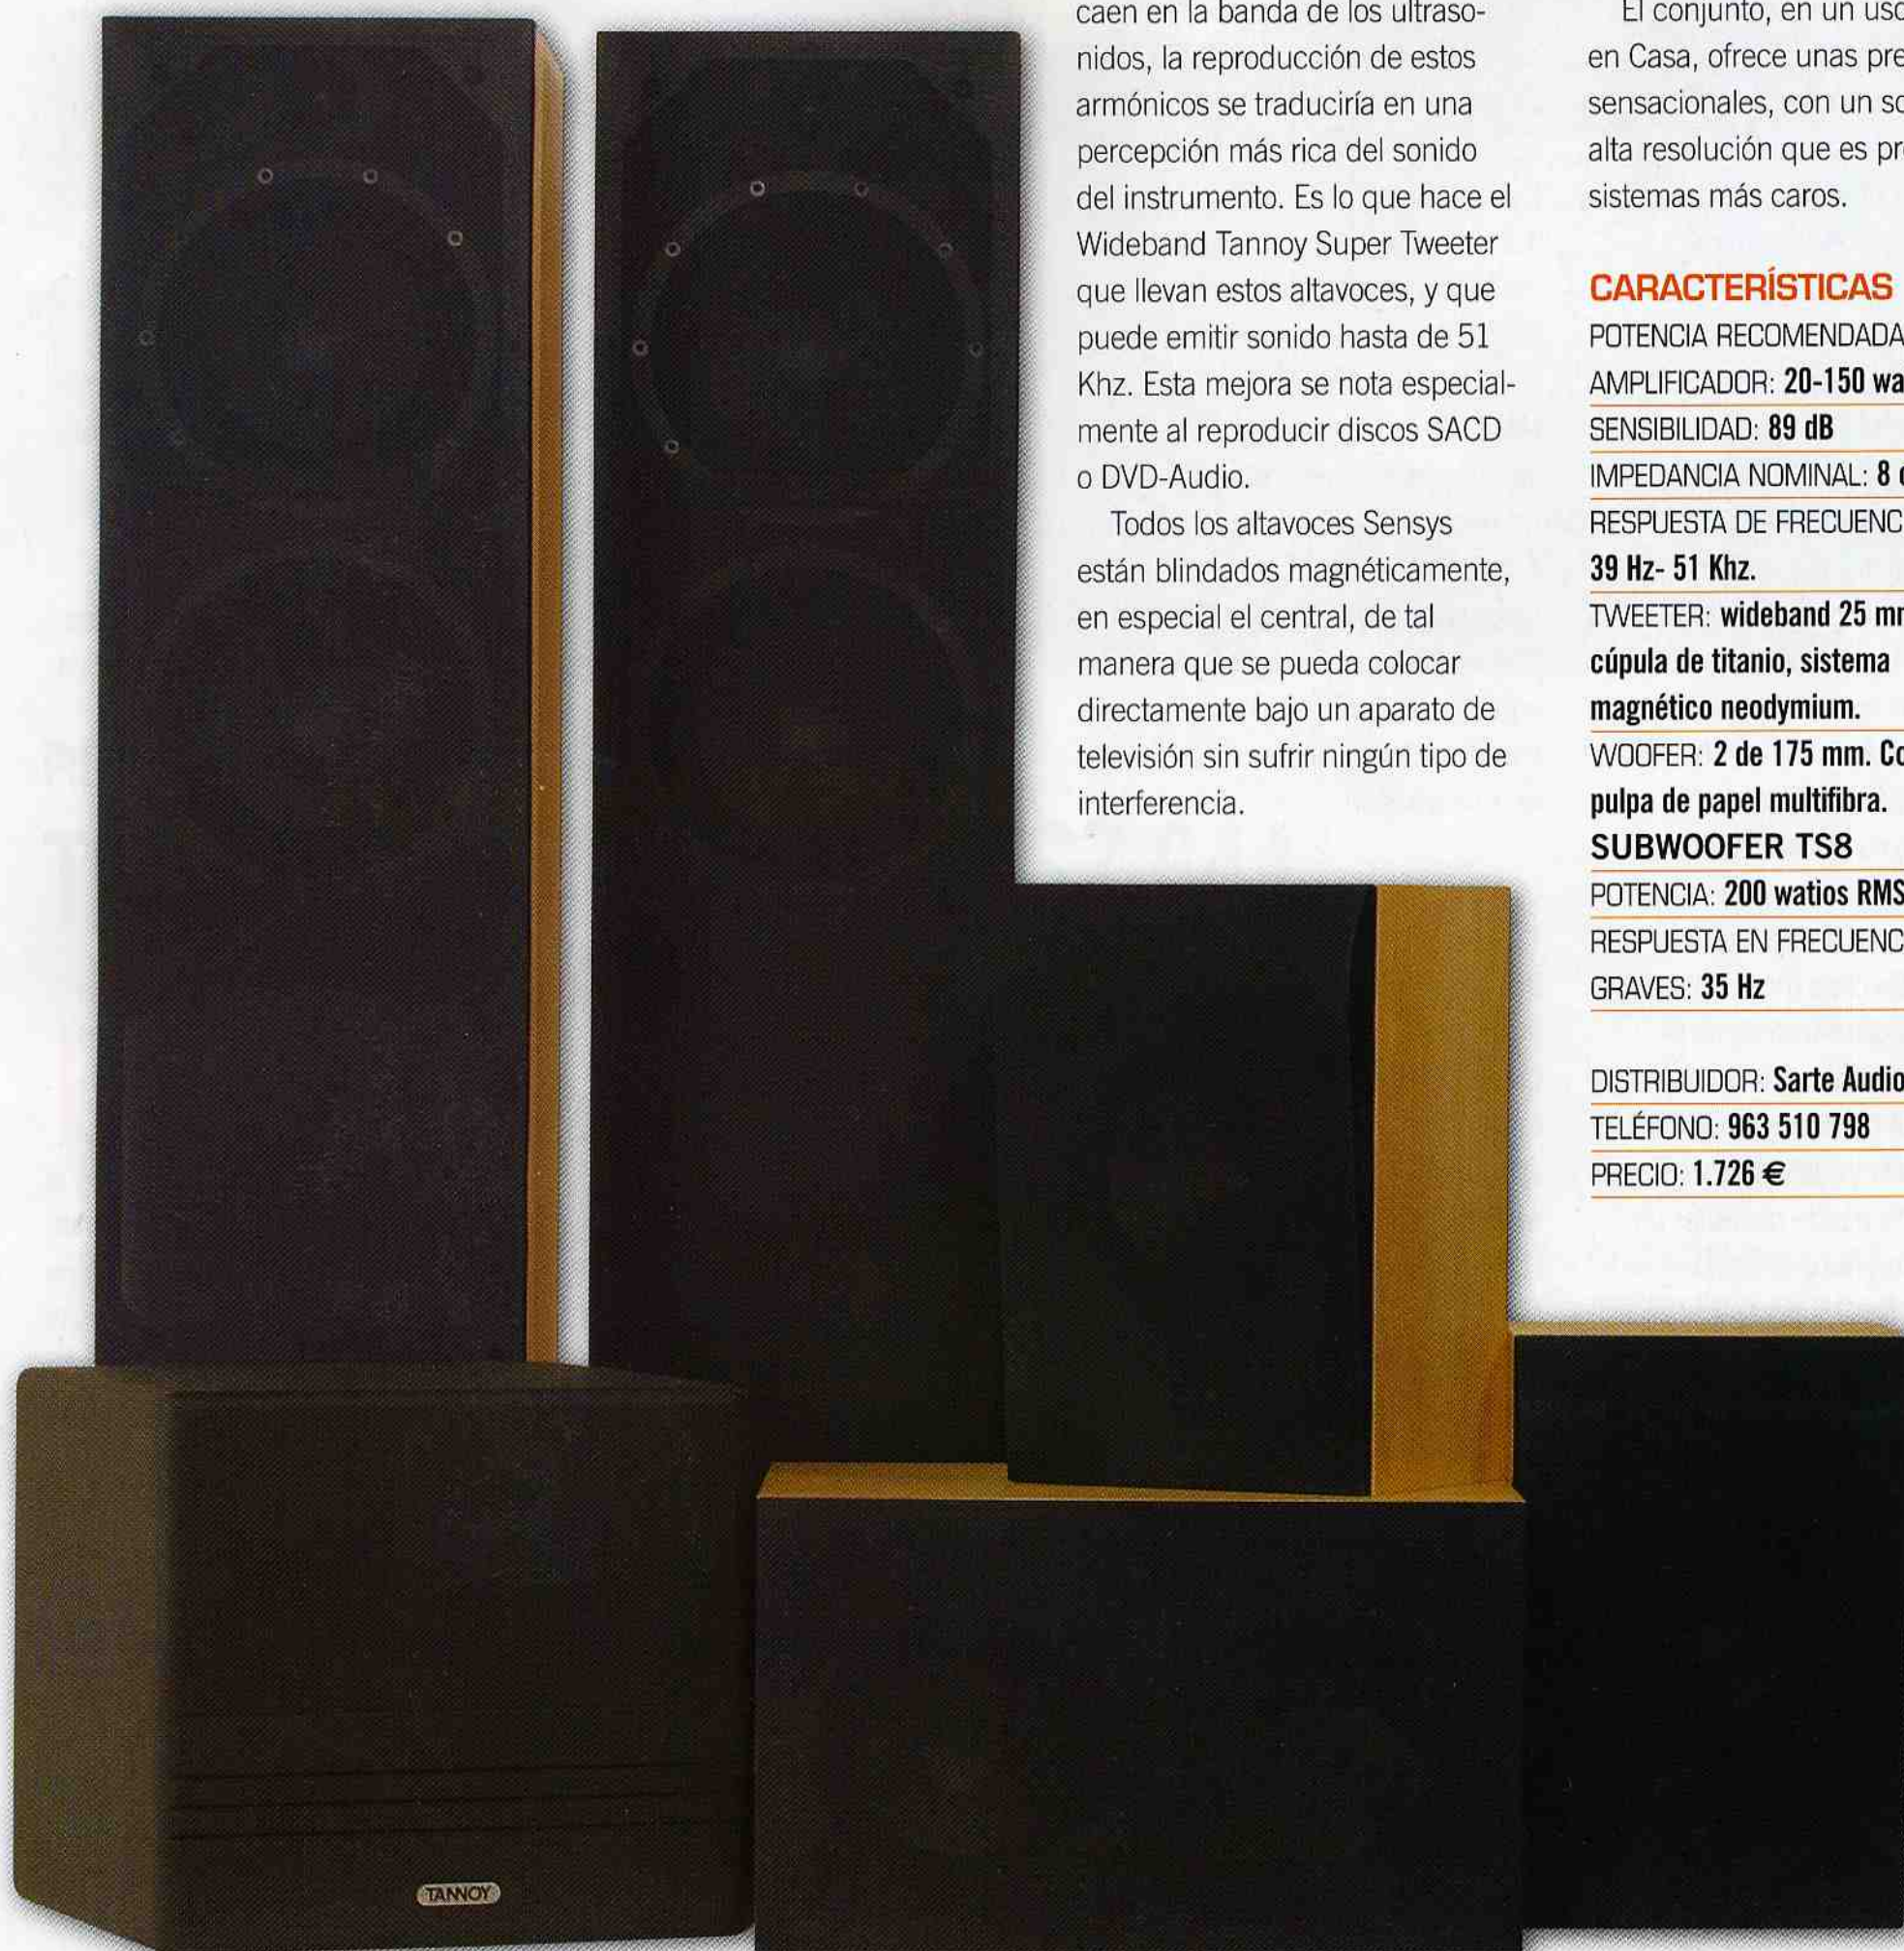 caen en la banda de los ultraso-
nidos, la reproducción de estos
armónicos se traduciría en una
percepción más rica del sonido
del instrumento. Es lo que hace el
Wideband Tannoy Super Tweeter
que llevan estos altavoces, y que
puede emitir sonido hasta de 51
Khz. Esta mejora se nota especial-
mente al reproducir discos SACD
o DVD-Audio.
Todos los altavoces Sensys
están blindados magnéticamente,
en especial el central, de tal
manera que se pueda colocar
directamente bajo un aparato de
televisión sin sufrir ningún tipo de
interferencia.
El conjunto, en un uso
en Casa, ofrece unas
sensacionales, con un
alta resolución que es
sistemas más caros.
CARACTERÍSTICAS
POTENCIA RECOMENDADA
AMPLIFICADOR: 20-150
SENSIBILIDAD: 89 dB
IMPEDANCIA NOMINAL: 8
RESPUESTA DE
39 Hz- 51 Khz.
TWEETER: wideband 25
cúpula de titanio, sistema
magnético neodymium.
WOOFER: 2 de 175 mm.
pulpa de papel multifibra.
SUBWOOFER TS8
POTENCIA: 200 watios RMS
RESPUESTA EN
GRAVES: 35 Hz
DISTRIBUIDOR: Sarte Audio
TELÉFONO: 963 510 798
PRECIO: 1.726 €
TANNOY